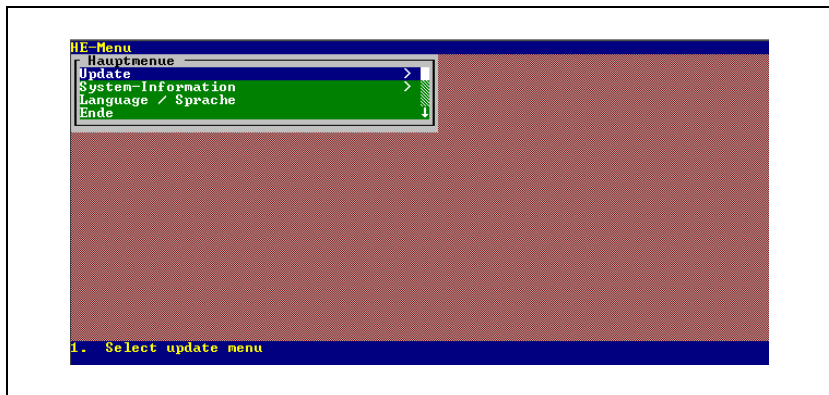 HE-Menu
Hauptmenue
Update >
System-Information >
Language / Sprache
Ende
1. Select update menu